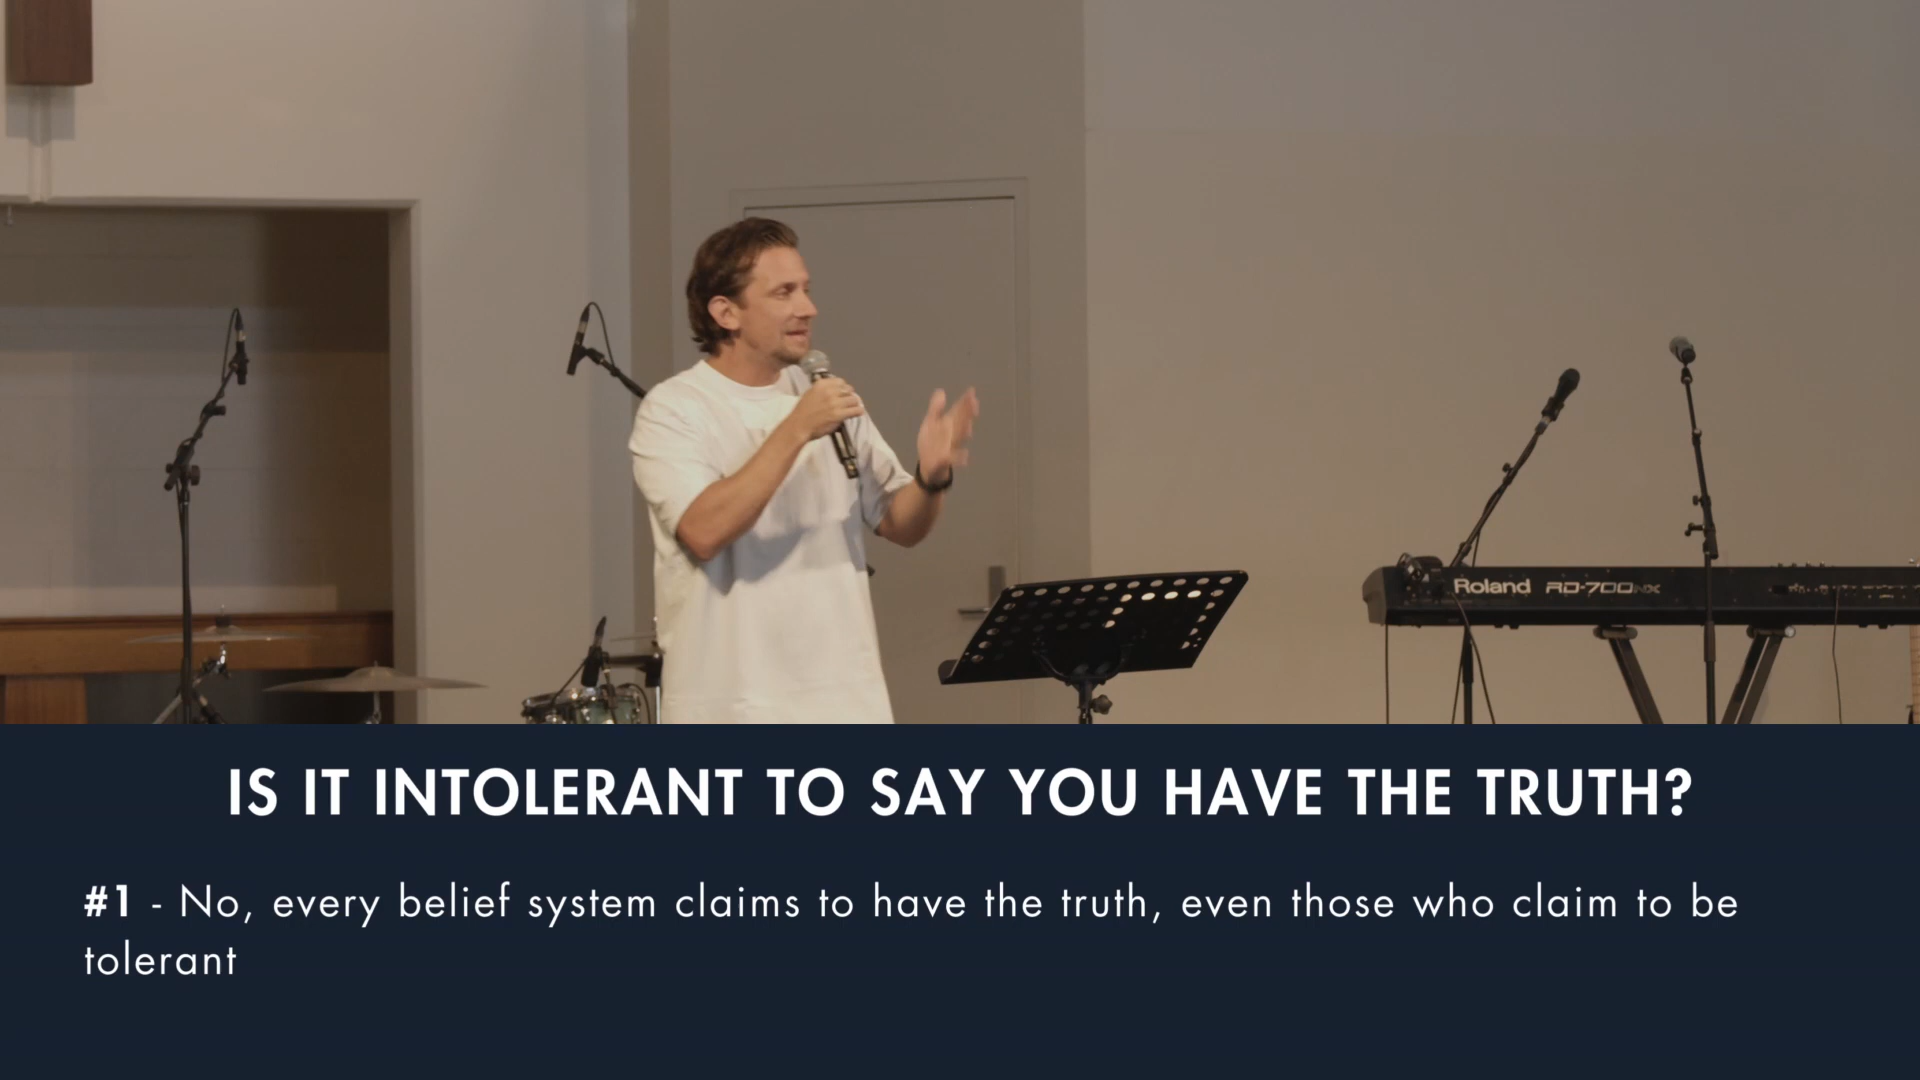 Roland RD-700NX
IS IT INTOLERANT TO SAY YOU HAVE THE TRUTH?
#1 - No, every belief system claims to have the truth, even those who claim to be
tolerant